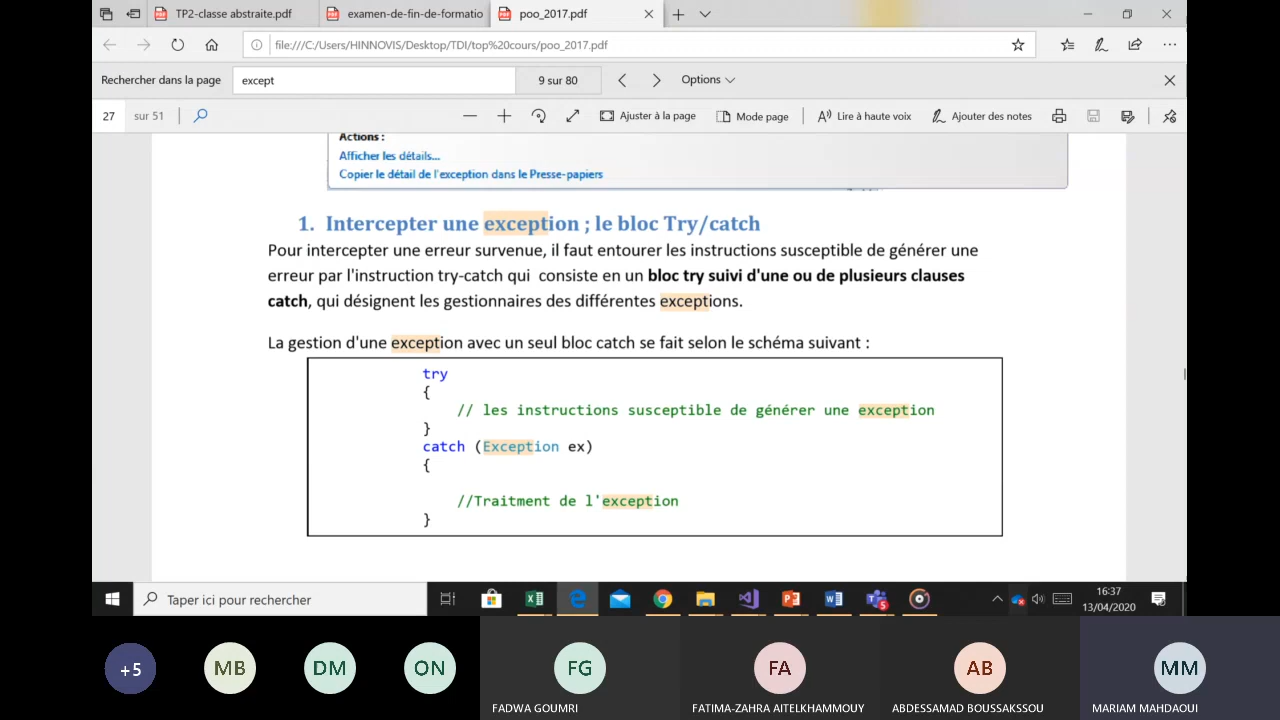 TP2-classe abstraite.pdf
examen-de-fin-de-formatio
poo_2017.pdf
file:///C:/Users/HINNOVIS/Desktop/TDI/top%20cours/poo_2017.pdf
Rechercher dans la page
except
9 sur 80
Options
27
sur 51
Ajuster à la page
Mode page
Lire à haute voix
Ajouter des notes
Actions :
Afficher les détails...
Copier le détail de l'exception dans le Presse-papiers
1. Intercepter une exception ; le bloc Try/catch
Pour intercepter une erreur survenue, il faut entourer les instructions susceptible de générer une
erreur par l'instruction try-catch qui consiste en un bloc try suivi d'une ou de plusieurs clauses
catch, qui désignent les gestionnaires des différentes exceptions.
La gestion d'une exception avec un seul bloc catch se fait selon le schéma suivant :
try
{
// les instructions susceptible de générer une exception
}
catch (Exception ex)
{
//Traitment de l'exception
}
Taper ici pour rechercher
5
16:37
13/04/2020
+5
MB
DM
ON
FG
FA
AB
MM
FADWA GOUMRI
FATIMA-ZAHRA AITELKHAMMOUY
ABDESSAMAD BOUSSAKSSOU
MARIAM MAHDAOUI